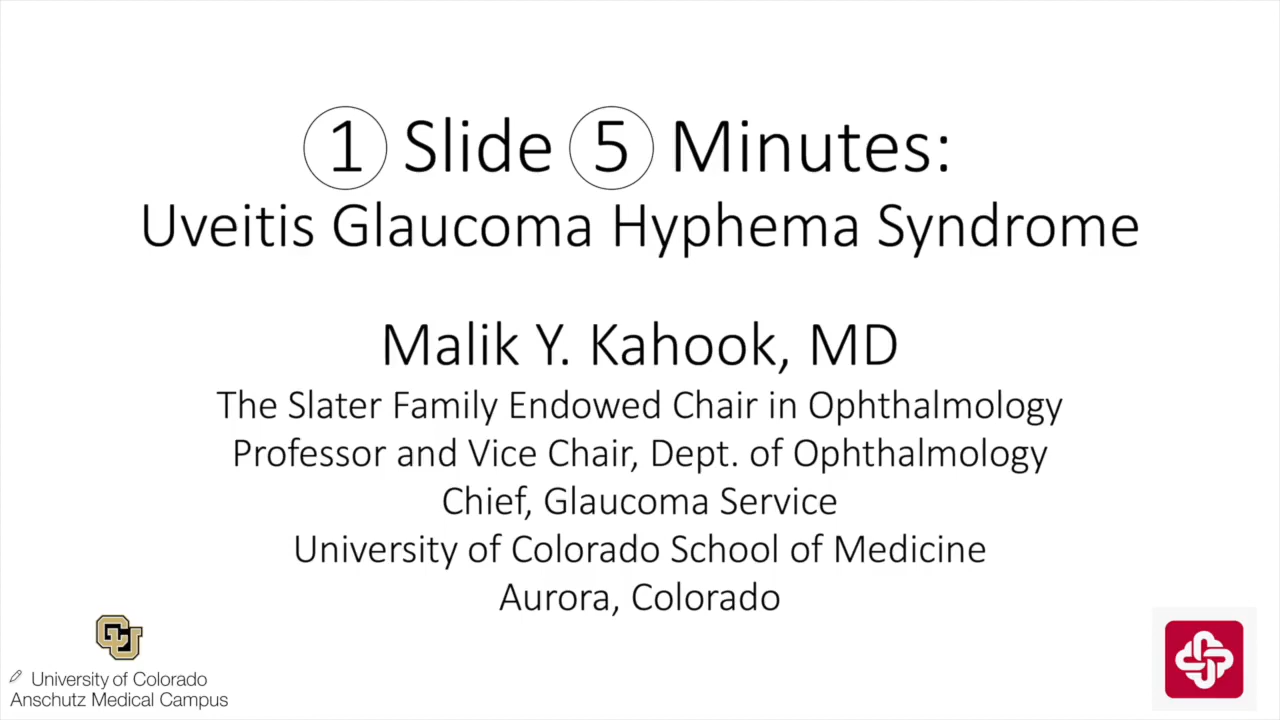 1 Slide 5 Minutes:
Uveitis Glaucoma Hyphema Syndrome
Malik Y. Kahook, MD
The Slater Family Endowed Chair in Ophthalmology
Professor and Vice Chair, Dept. of Ophthalmology
Chief, Glaucoma Service
University of Colorado School of Medicine
Aurora, Colorado
CU
University of Colorado
Anschutz Medical Campus